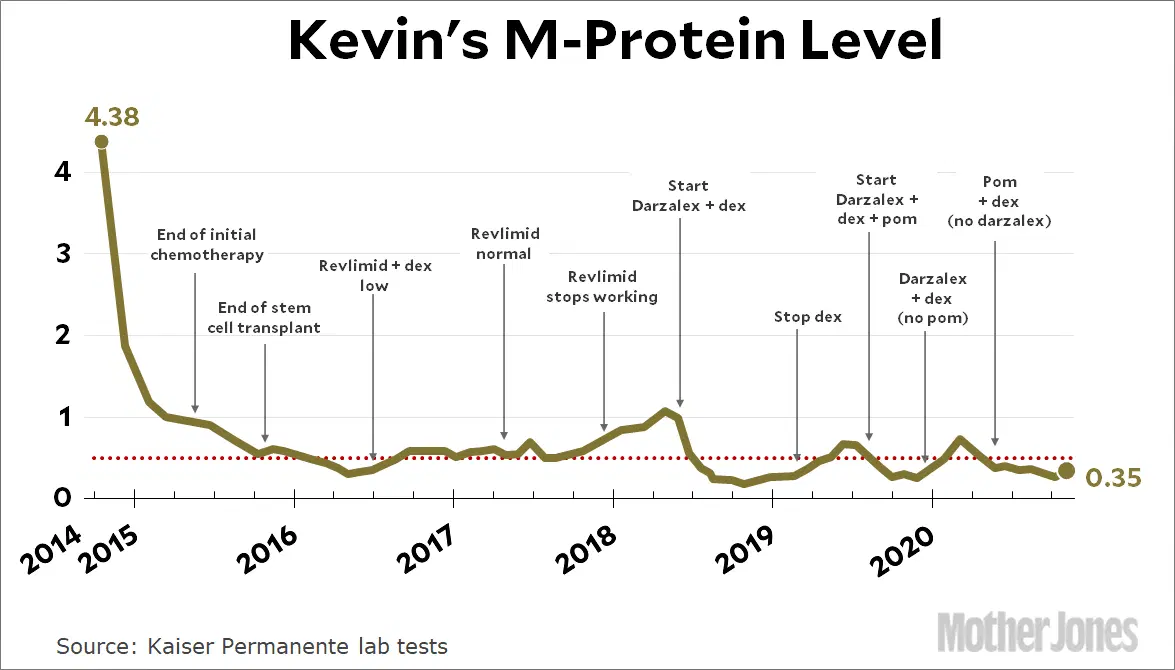 Kevin's M-Protein Level
4.38
4
3
2
1
0
End of initial
chemotherapy
End of stem
cell transplant
Revlimid + dex
low
Revlimid
normal
Revlimid
stops working
Start
Darzalex + dex
Stop dex
Start
Darzalex +
dex + pom
Darzalex
+ dex
(no pom)
Pom
+ dex
(no darzalex)
0.35
2014
2015
2016
2017
2018
2019
2020
Source: Kaiser Permanente lab tests
Mother Jones